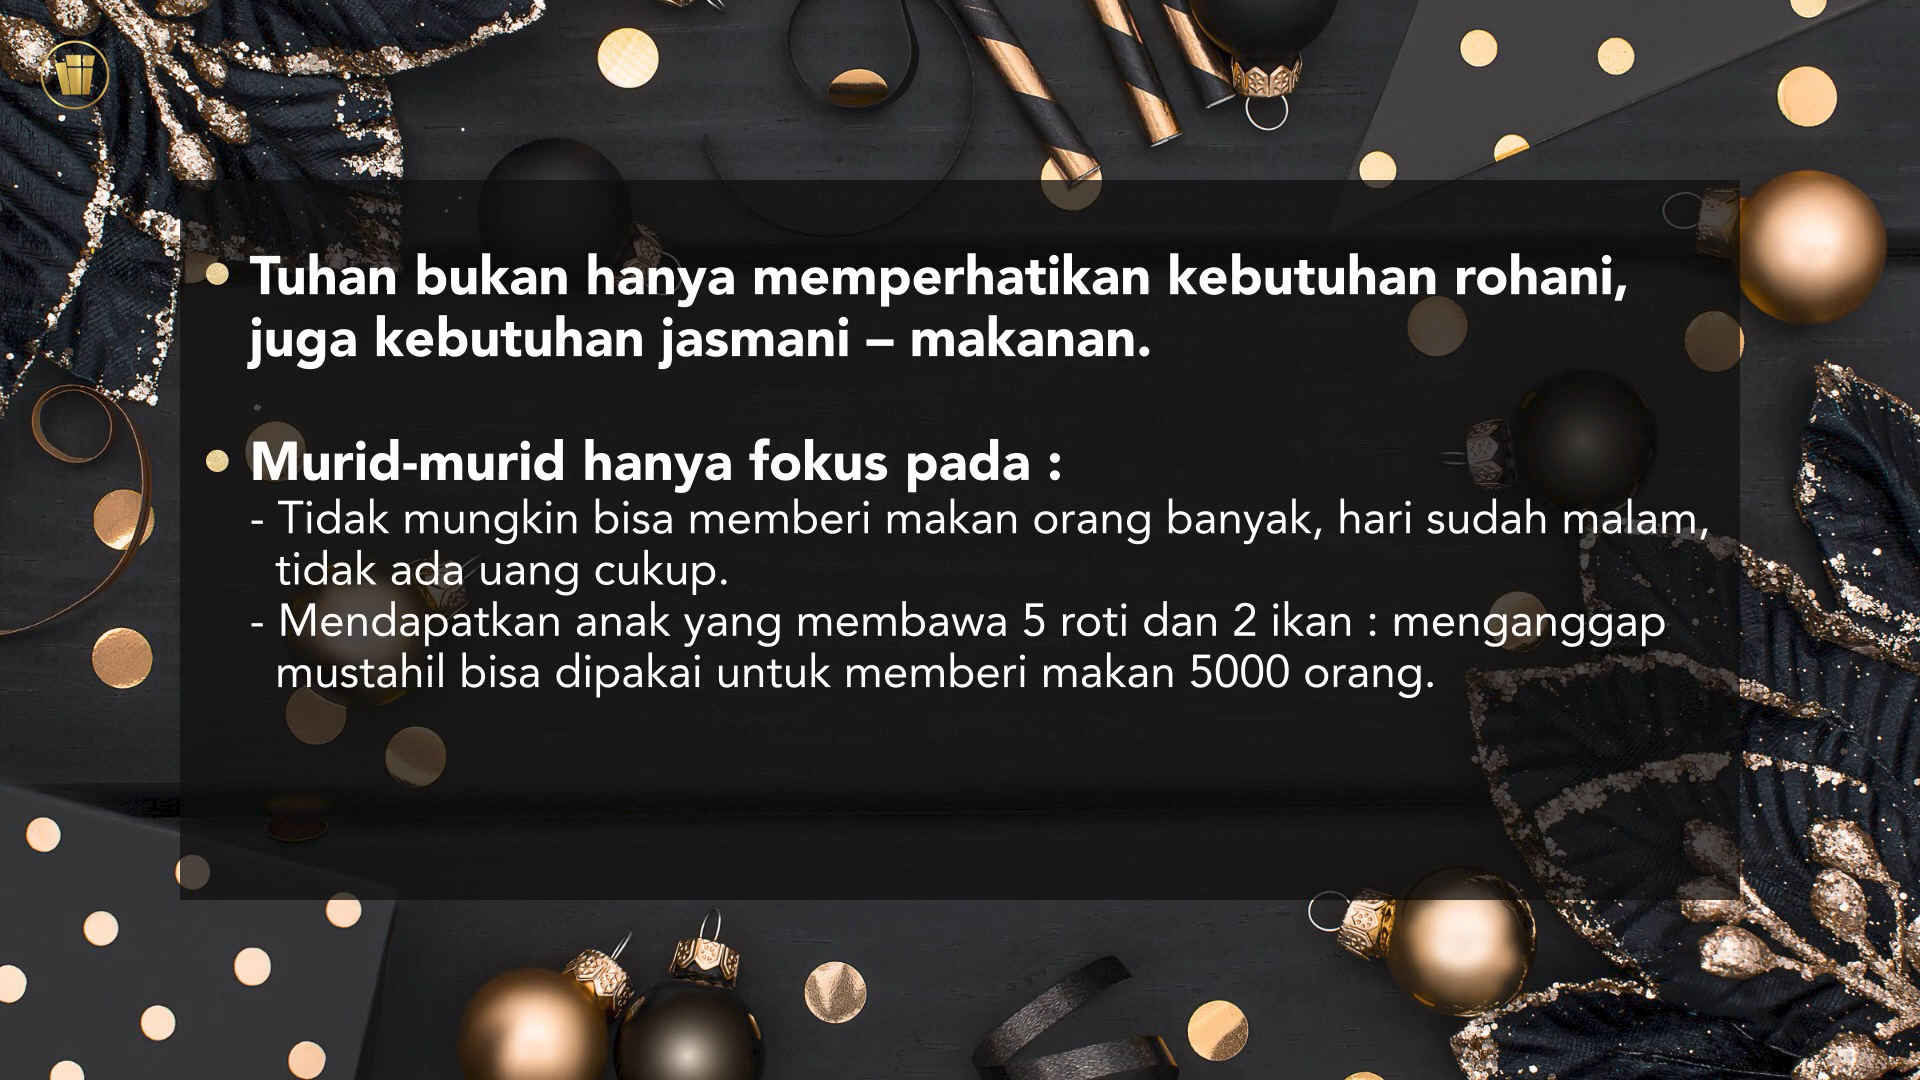 Tuhan bukan hanya memperhatikan kebutuhan rohani,
juga kebutuhan jasmani – makanan.
Murid-murid hanya fokus pada :
- Tidak mungkin bisa memberi makan orang banyak, hari sudah malam,
tidak ada uang cukup.
- Mendapatkan anak yang membawa 5 roti dan 2 ikan : menganggap
mustahil bisa dipakai untuk memberi makan 5000 orang.